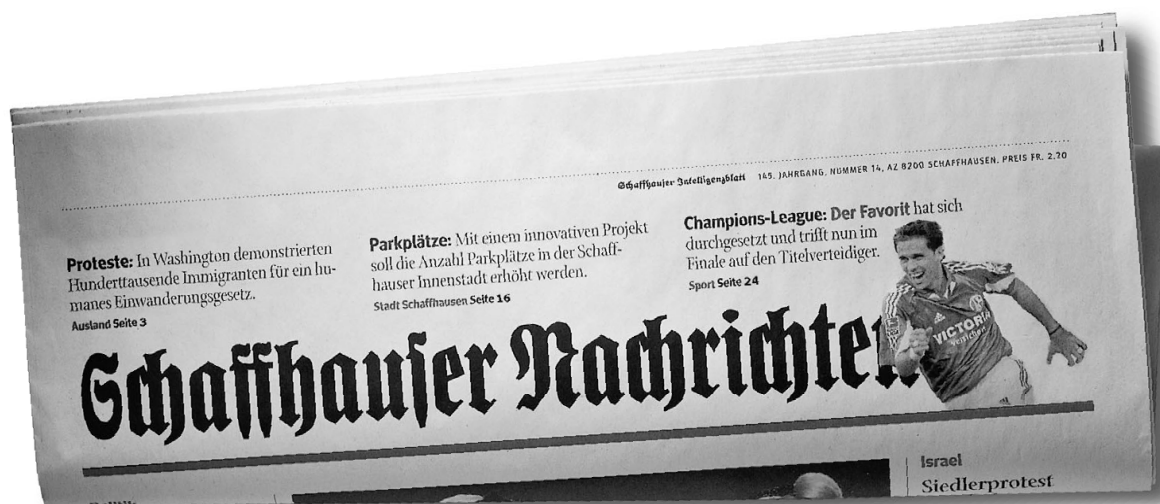 Schaffhauser Intelligenzblatt 145. JAHRGANG, NUMMER 14, AZ 8200 SCHAFFHAUSEN, PREIS FR. 2.20
Proteste: In Washington demonstrierten
Hunderttausende Immigranten für ein hu-
manes Einwanderungsgesetz.
Ausland Seite 3
Parkplätze: Mit einem innovativen Projekt
soll die Anzahl Parkplätze in der Schaff-
hauser Innenstadt erhöht werden.
Stadt Schaffhausen Seite 16
Champions-League: Der Favorit hat sich
durchgesetzt und trifft nun im
Finale auf den Titelverteidiger.
Sport Seite 24
Schaffhauser Nachrichten
VICTORIA
Israel
Siedlerprotest